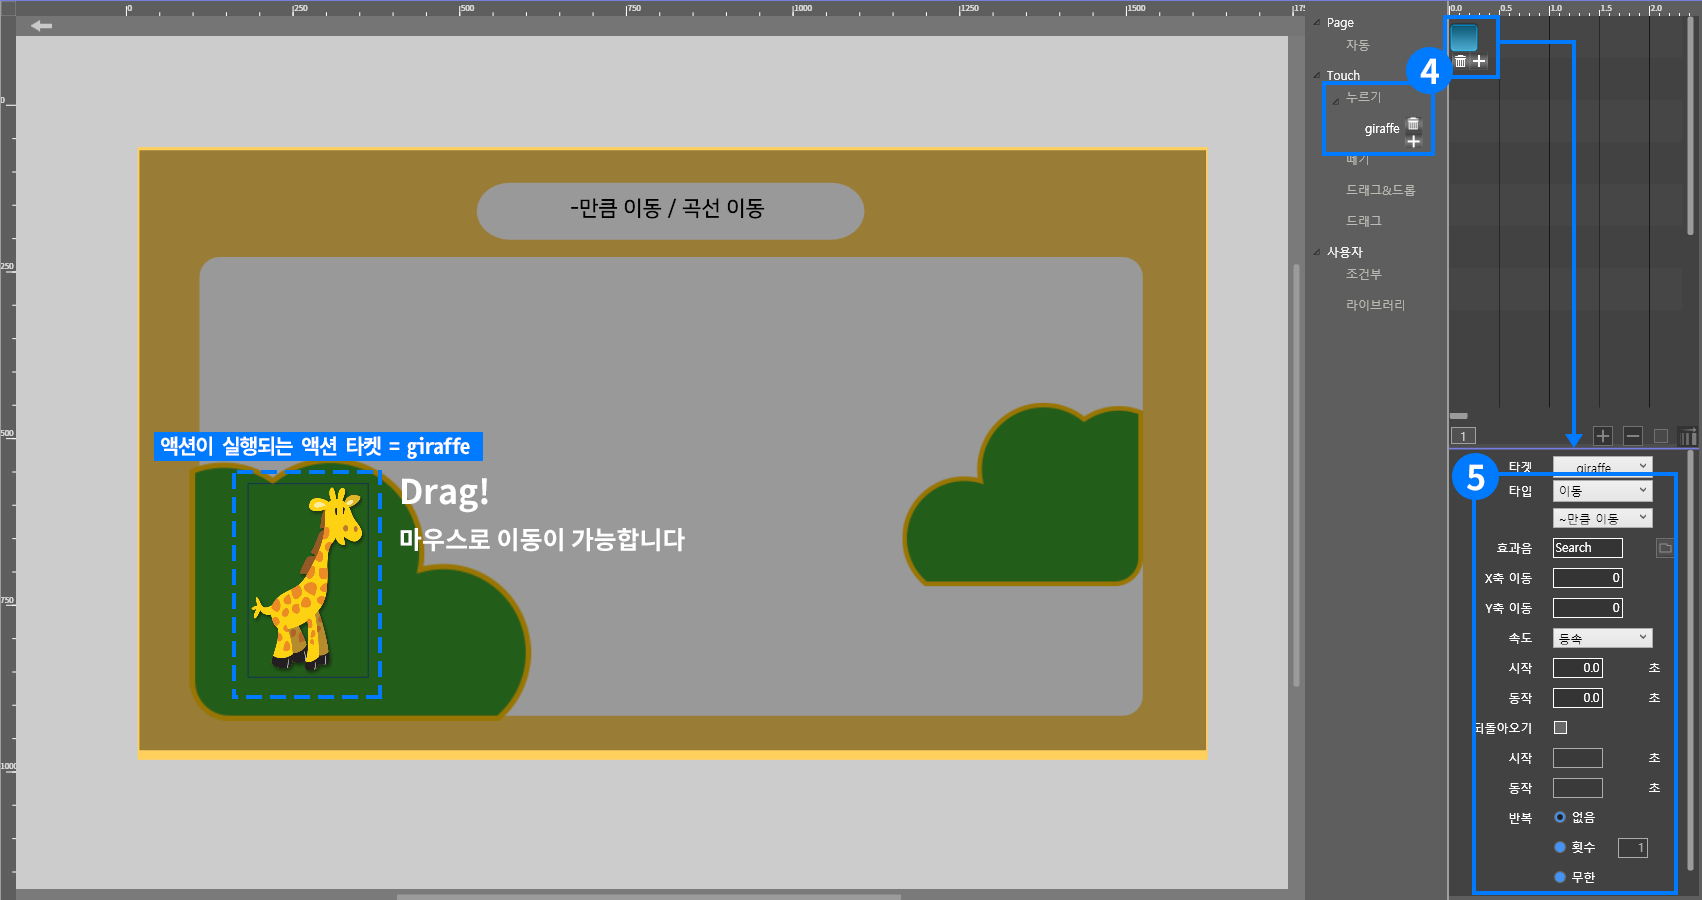 0 250 500 750 1000 1250 1500 175
0
250
500
750
1000
-만큼 이동 / 곡선 이동
액션이 실행되는 액션 타켓 = giraffe
Drag!
마우스로 이동이 가능합니다
Page
자동
Touch
누르기
giraffe
떼기
드래그&드롭
드래그
사용자
조건부
라이브러리
4
0.0 0.5 1.0 1.5 2.0
1
5
타겟 giraffe
타입 이동
~만큼 이동
효과음 Search
X축 이동 0
Y축 이동 0
속도 등속
시작 0.0 초
동작 0.0 초
되돌아오기
시작 초
동작 초
반복 없음
횟수 1
무한